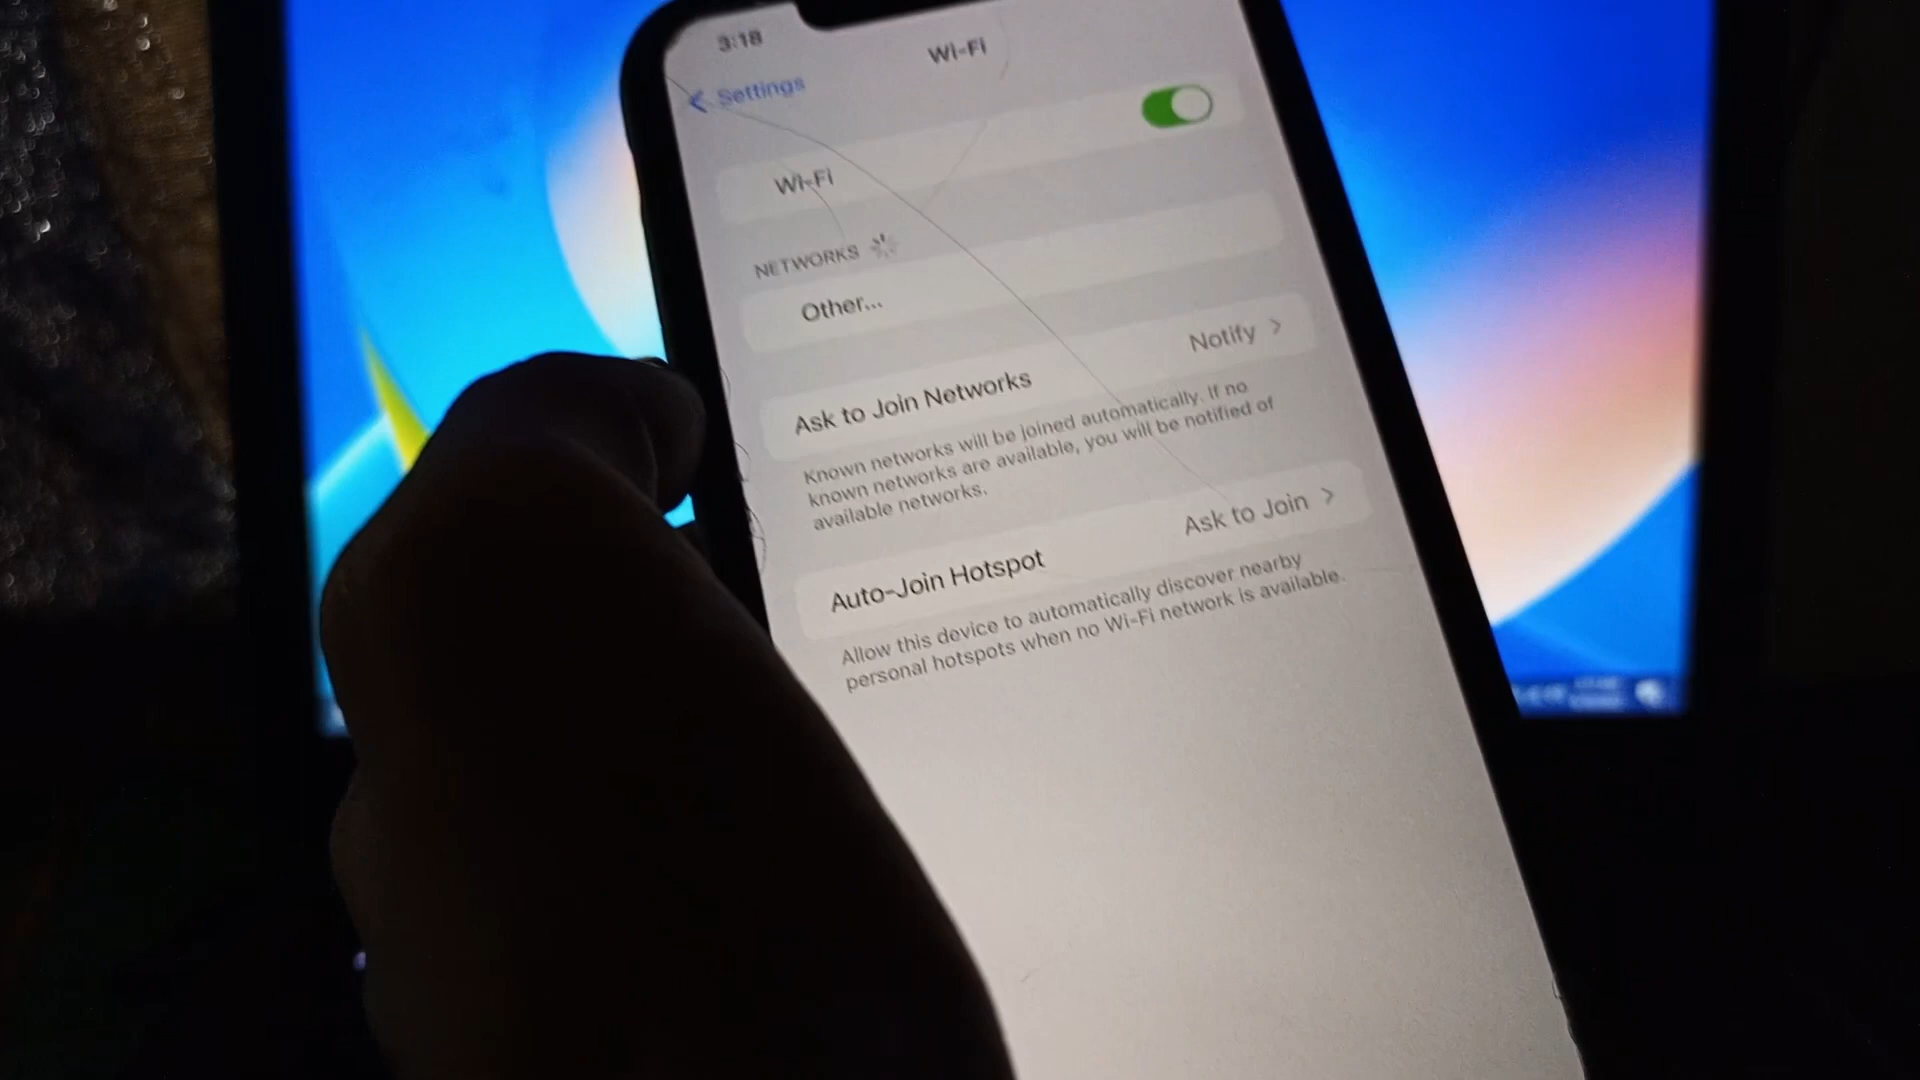 3:18
Wi-Fi
Settings
Wi-Fi
NETWORKS
Other...
Ask to Join Networks
Notify
Known networks will be joined automatically. If no
known networks are available, you will be notified of
available networks.
Auto-Join Hotspot
Ask to Join
Allow this device to automatically discover nearby
personal hotspots when no Wi-Fi network is available.